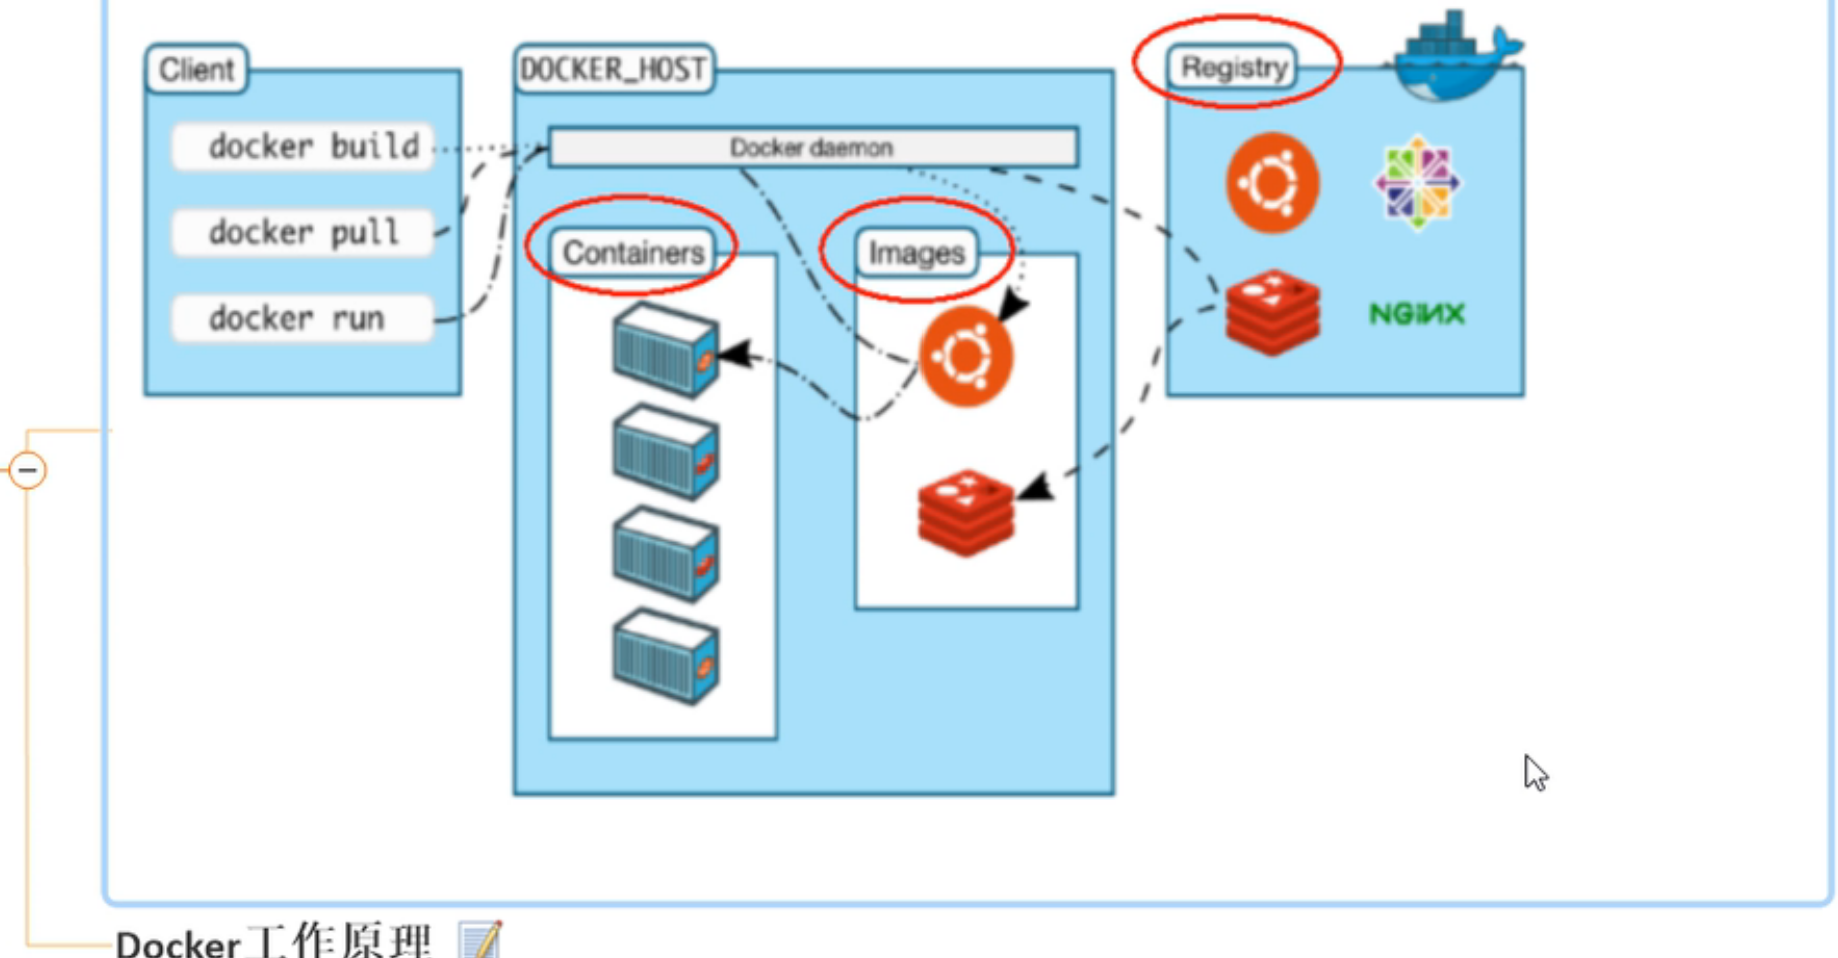 Client
docker build
docker pull
docker run
DOCKER_HOST
Docker daemon
Containers
Images
Registry
NGINX
Docker工作原理